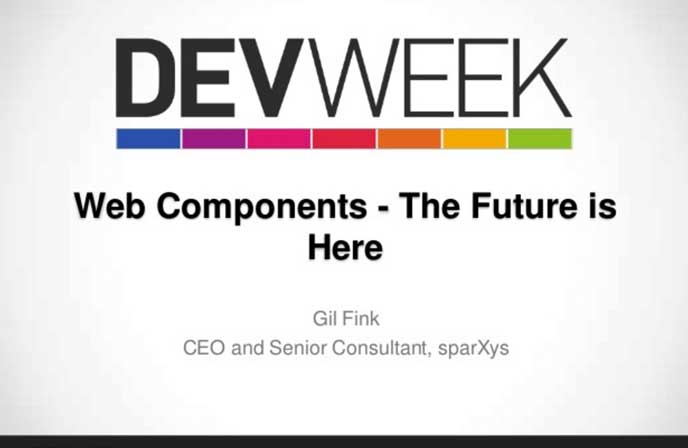 DEVWEEK
Web Components - The Future is
Here
Gil Fink
CEO and Senior Consultant, sparXys